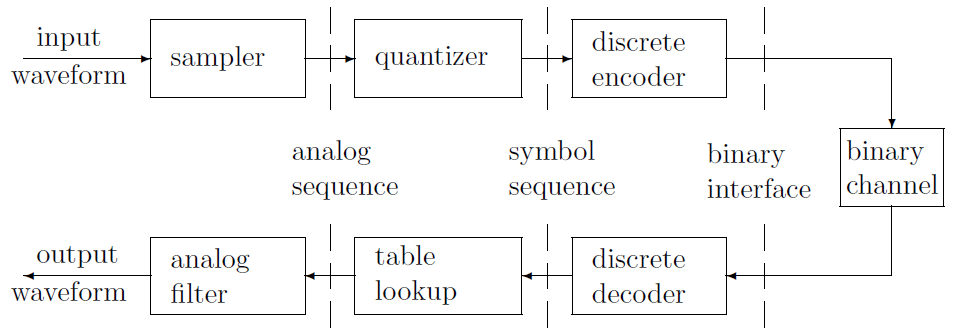 input
waveform
sampler
quantizer
discrete
encoder
analog
sequence
symbol
sequence
binary
interface
binary
channel
output
waveform
analog
filter
table
lookup
discrete
decoder